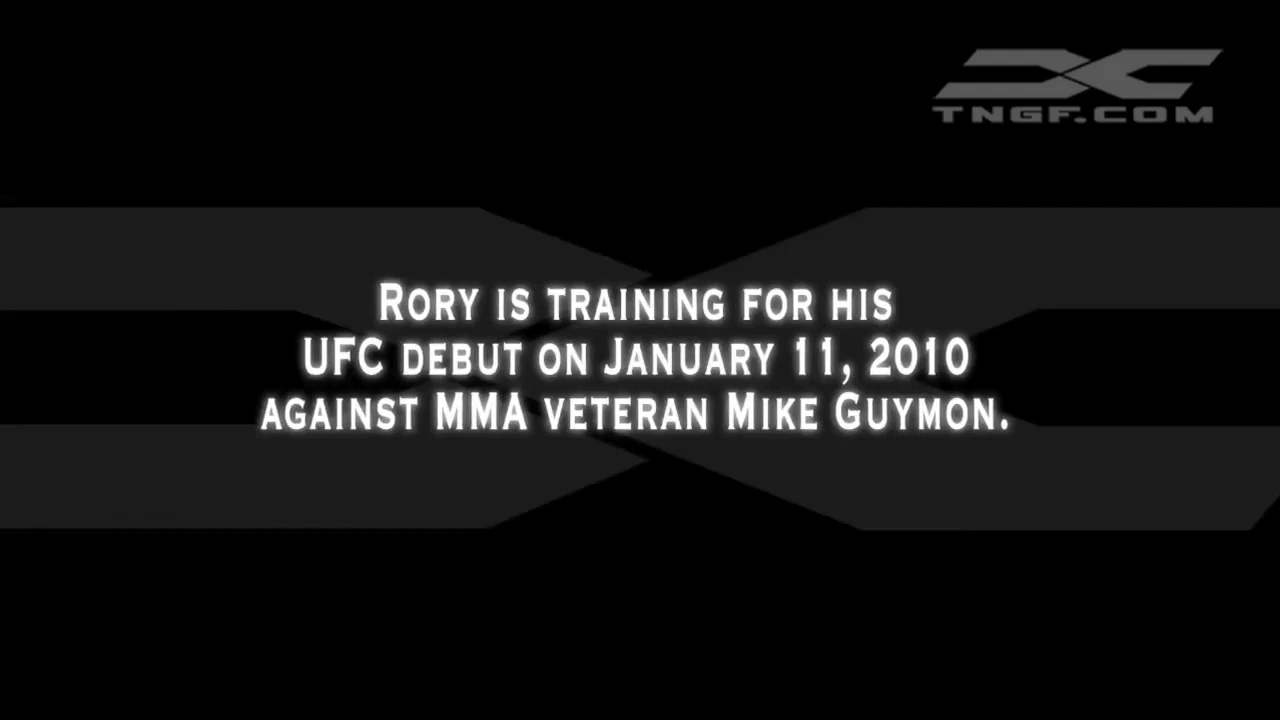 TNGF.COM
Rory is training for his
UFC debut on January 11, 2010
against MMA veteran Mike Guymon.